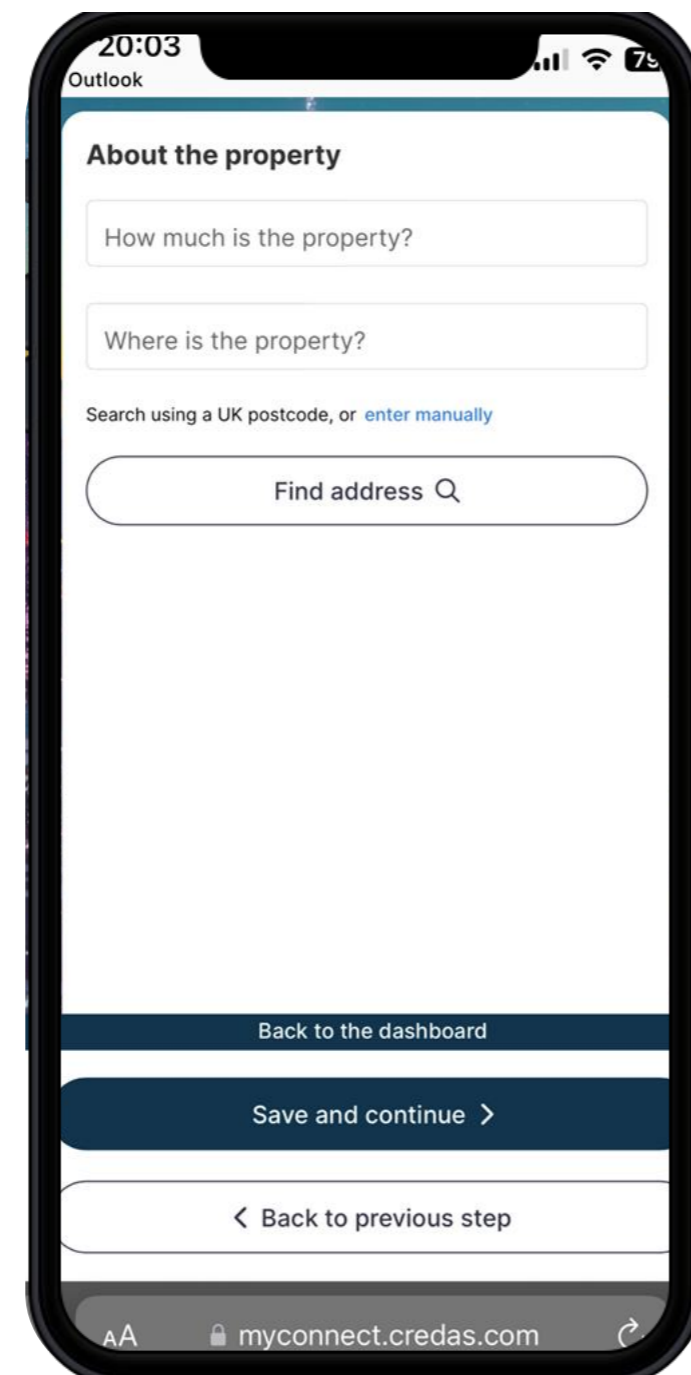 20:03
Outlook
79
About the property
How much is the property?
Where is the property?
Search using a UK postcode, or enter manually
Find address
Back to the dashboard
Save and continue
Back to previous step
AA
myconnect.credas.com